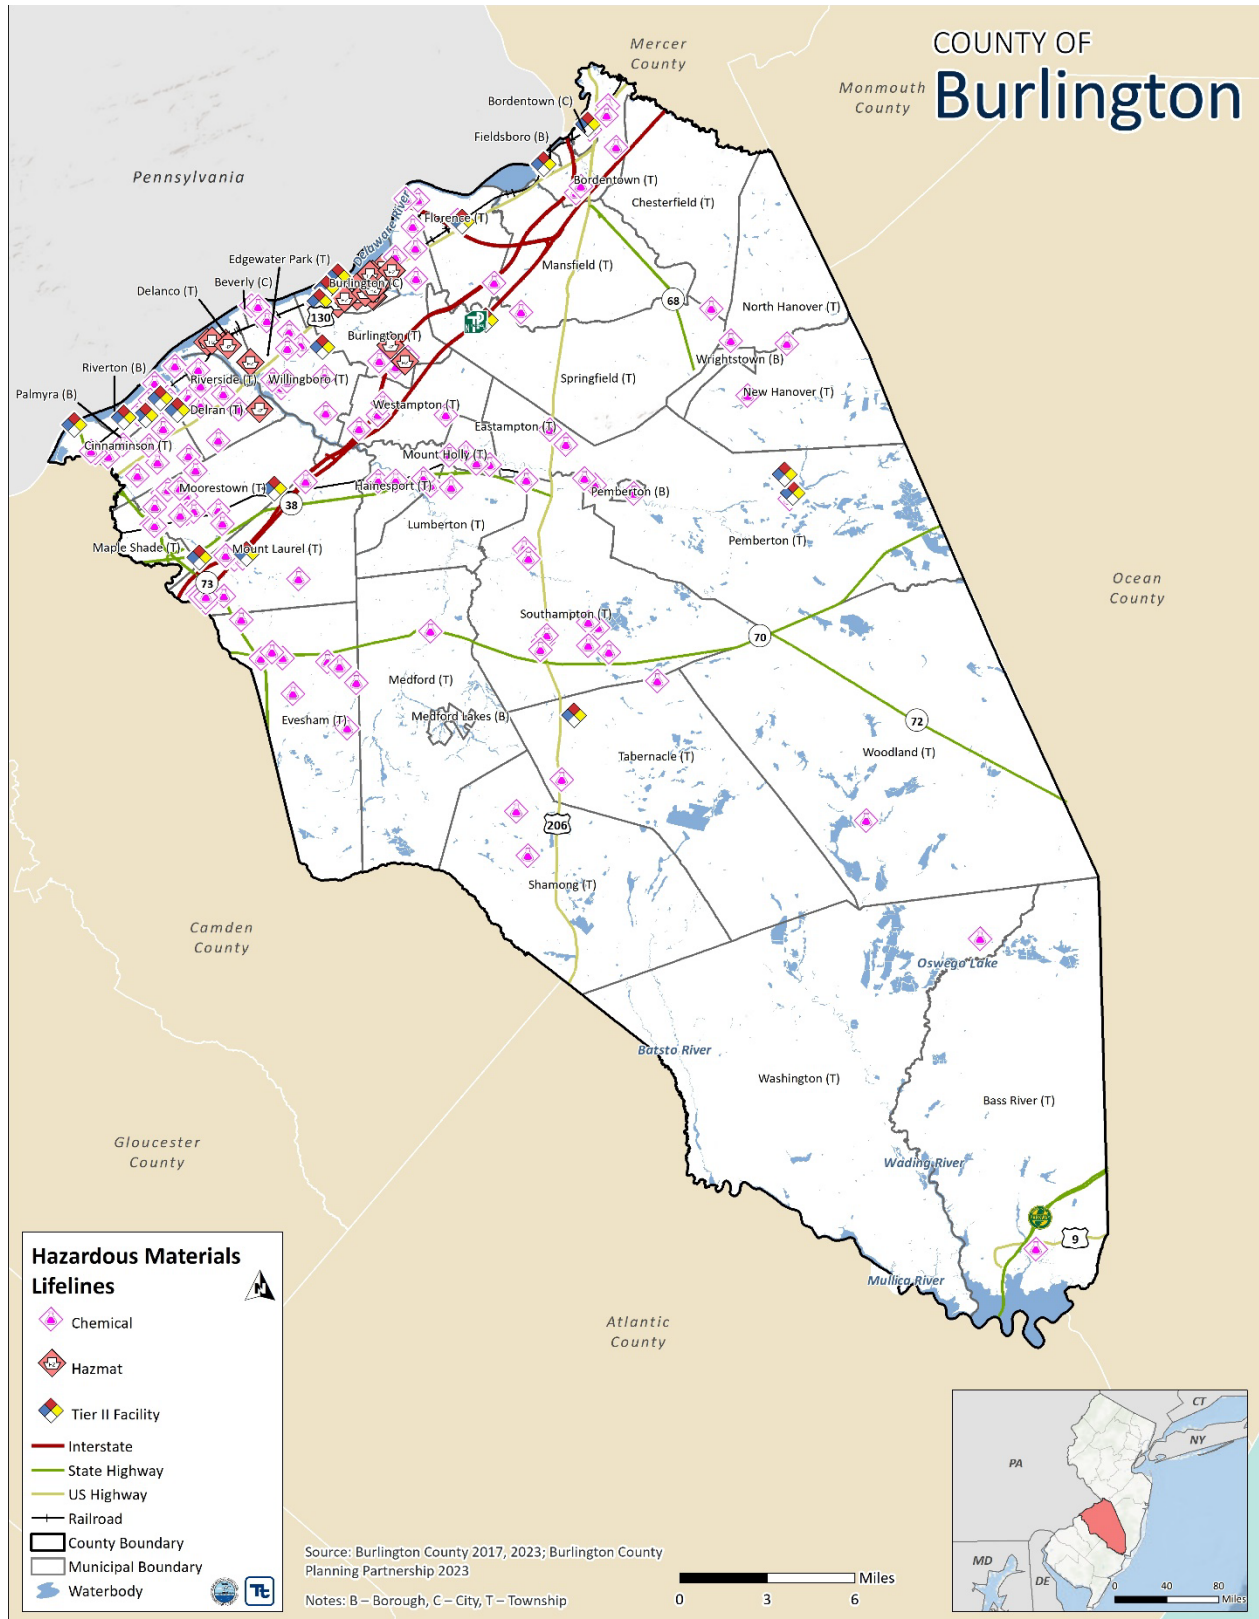 COUNTY OF
Burlington
Mercer
County
Monmouth
County
Pennsylvania
Bordentown (C)
Fieldsboro (B)
Bordentown (T)
Chesterfield (T)
Delaware River
Florence (T)
Mansfield (T)
Edgewater Park (T)
Beverly (C)
Delanco (T)
Burlington (C)
130
68
North Hanover (T)
Burlington (T)
Wrightstown (B)
Riverton (B)
Riverside (T)
Willingboro (T)
Springfield (T)
New Hanover (T)
Palmyra (B)
Delran (T)
Westampton (T)
Eastampton (T)
Cinnaminson (T)
Mount Holly (T)
Moorestown (T)
Hainesport (T)
Pemberton (B)
38
Lumberton (T)
Pemberton (T)
Maple Shade (T)
Mount Laurel (T)
73
Ocean
County
Southampton (T)
70
Medford (T)
Evesham (T)
Medford Lakes (B)
72
Tabernacle (T)
Woodland (T)
206
Shamong (T)
Camden
County
Oswego Lake
Batsto River
Washington (T)
Bass River (T)
Gloucester
County
Wading River
9
Mullica River
Atlantic
County
Hazardous Materials
Lifelines
N
Chemical
Hazmat
Tier II Facility
Interstate
State Highway
US Highway
Railroad
County Boundary
Municipal Boundary
Waterbody
Tt
Source: Burlington County 2017, 2023; Burlington County
Planning Partnership 2023
Notes: B – Borough, C – City, T – Township
Miles
0 3 6
CT
NY
PA
MD
DE
0 40 80
Miles